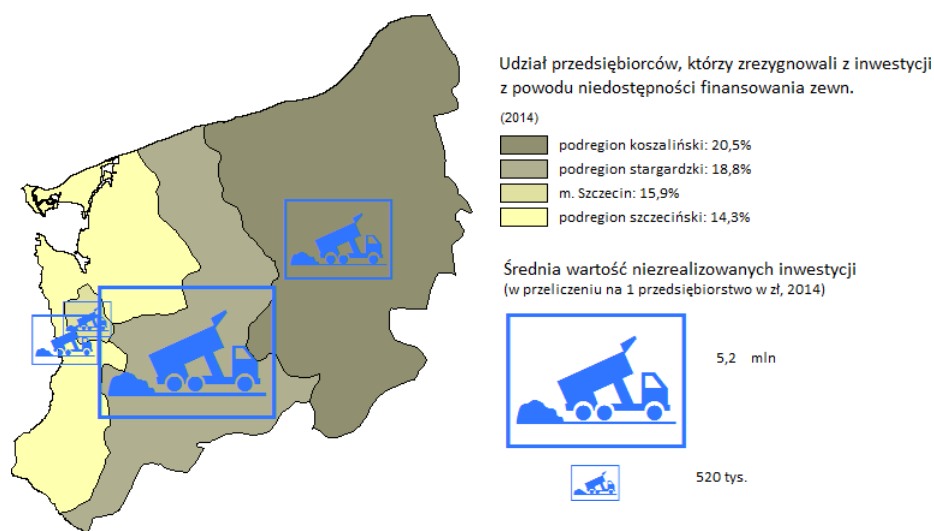 Udział przedsiębiorców, którzy zrezygnowali z inwestycji
z powodu niedostępności finansowania zewn.
(2014)
podregion koszaliński: 20,5%
podregion stargardzki: 18,8%
m. Szczecin: 15,9%
podregion szczeciński: 14,3%
Średnia wartość niezrealizowanych inwestycji
(w przeliczeniu na 1 przedsiębiorstwo w zł, 2014)
5,2 mln
520 tys.